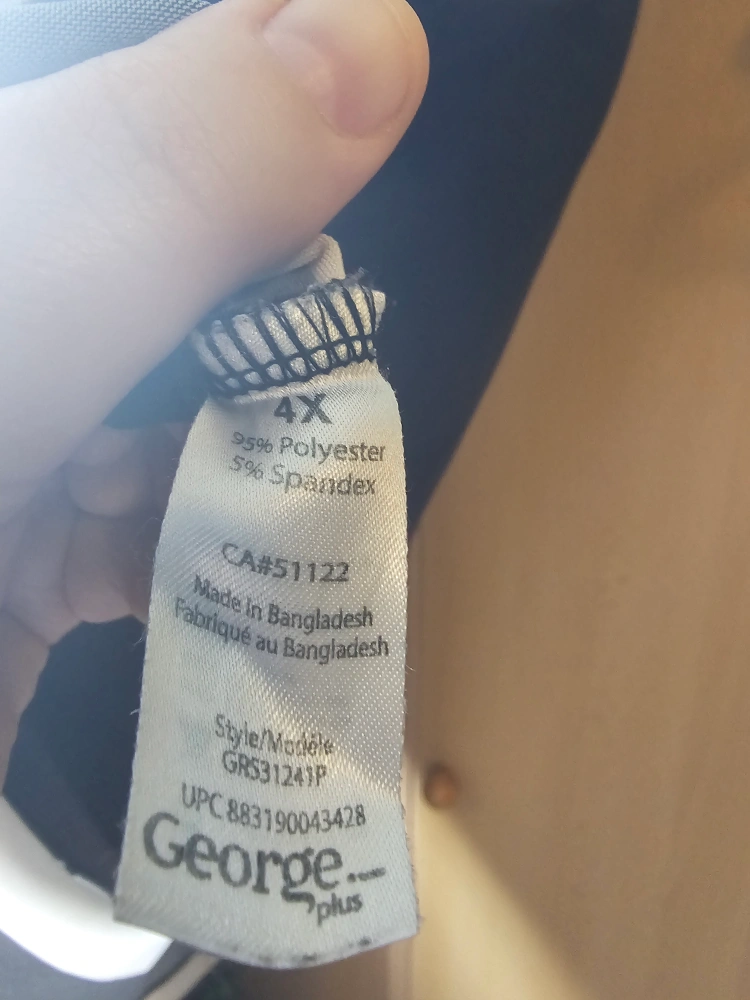 4X
95% Polyester
5% Spandex
CA#51122
Made in Bangladesh
Fabriqué au Bangladesh
Style/Modèle
GRS31241P
UPC 883190043428
George
plus